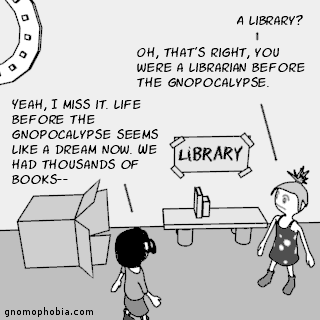 A LIBRARY?
OH, THAT'S RIGHT, YOU
WERE A LIBRARIAN BEFORE
THE GNOPOCALYPSE.
YEAH, I MISS IT. LIFE
BEFORE THE
GNOPOCALYPSE SEEMS
LIKE A DREAM NOW. WE
HAD THOUSANDS OF
BOOKS--
LiBRARY
gnomophobia.com